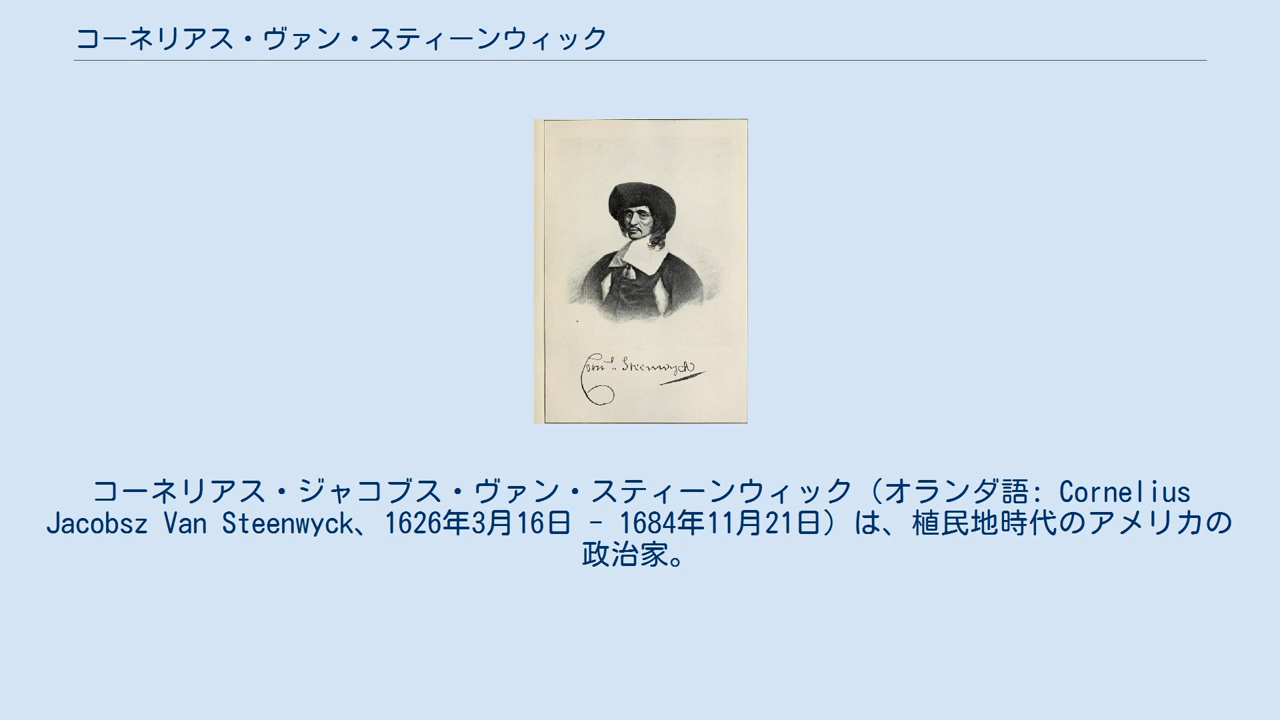 コーネリアス・ヴァン・スティーンウィック
Corn.ls. Steenwyck
コーネリアス・ジャコブス・ヴァン・スティーンウィック（オランダ語: Cornelius
Jacobsz Van Steenwyck、1626年3月16日 – 1684年11月21日）は、植民地時代のアメリカの
政治家。